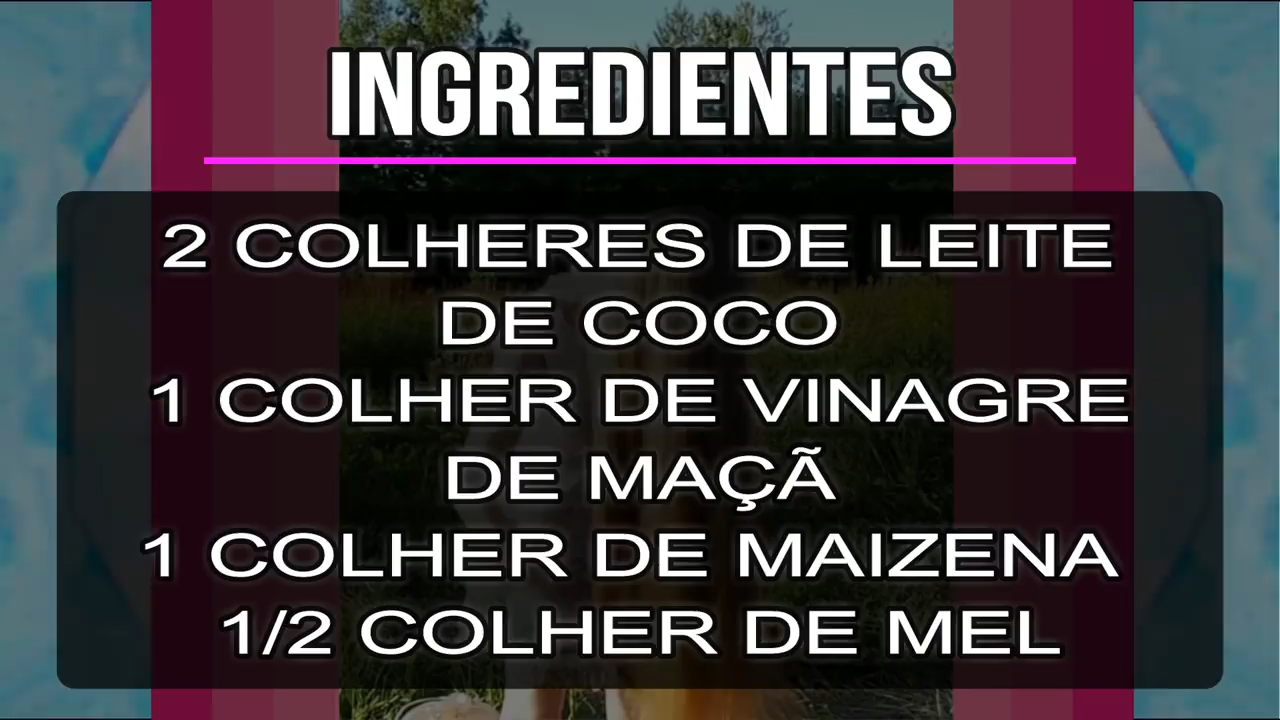 INGREDIENTES
2 COLHERES DE LEITE
DE COCO
1 COLHER DE VINAGRE
DE MAÇÃ
1 COLHER DE MAIZENA
1/2 COLHER DE MEL